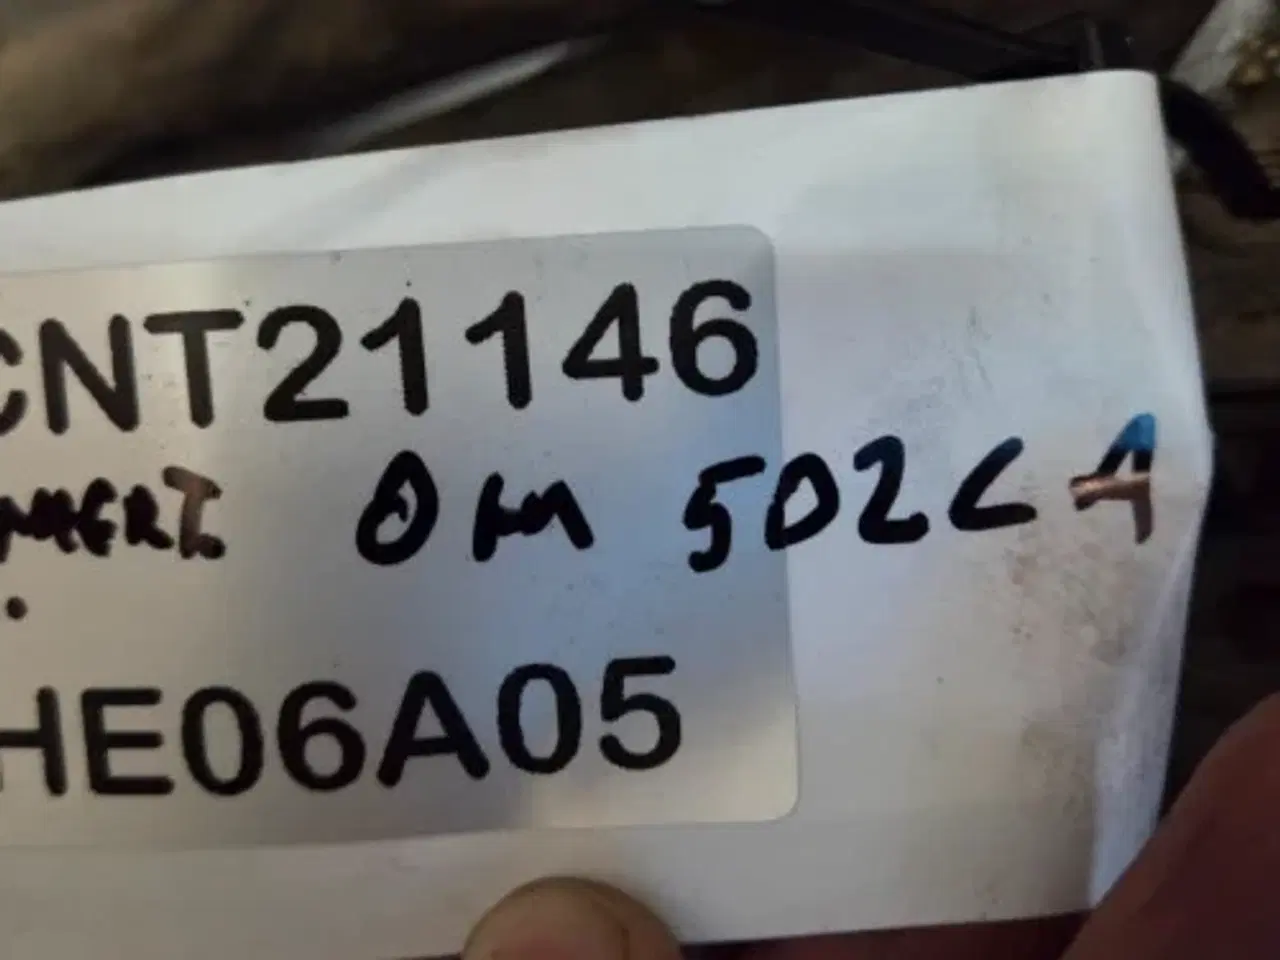 CNT21146
OM 502LA
.
HE06A05